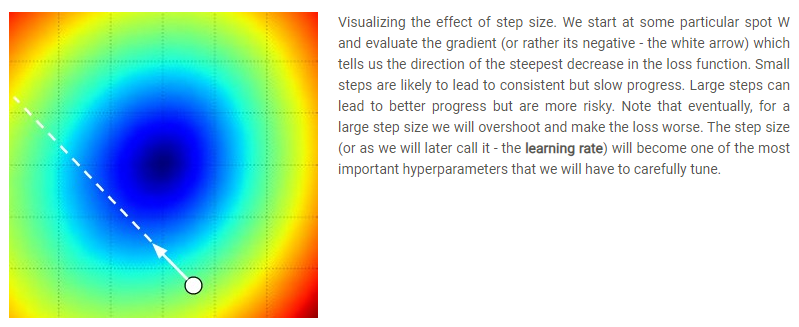 Visualizing the effect of step size. We start at some particular spot W
and evaluate the gradient (or rather its negative - the white arrow) which
tells us the direction of the steepest decrease in the loss function. Small
steps are likely to lead to consistent but slow progress. Large steps can
lead to better progress but are more risky. Note that eventually, for a
large step size we will overshoot and make the loss worse. The step size
(or as we will later call it - the learning rate) will become one of the most
important hyperparameters that we will have to carefully tune.